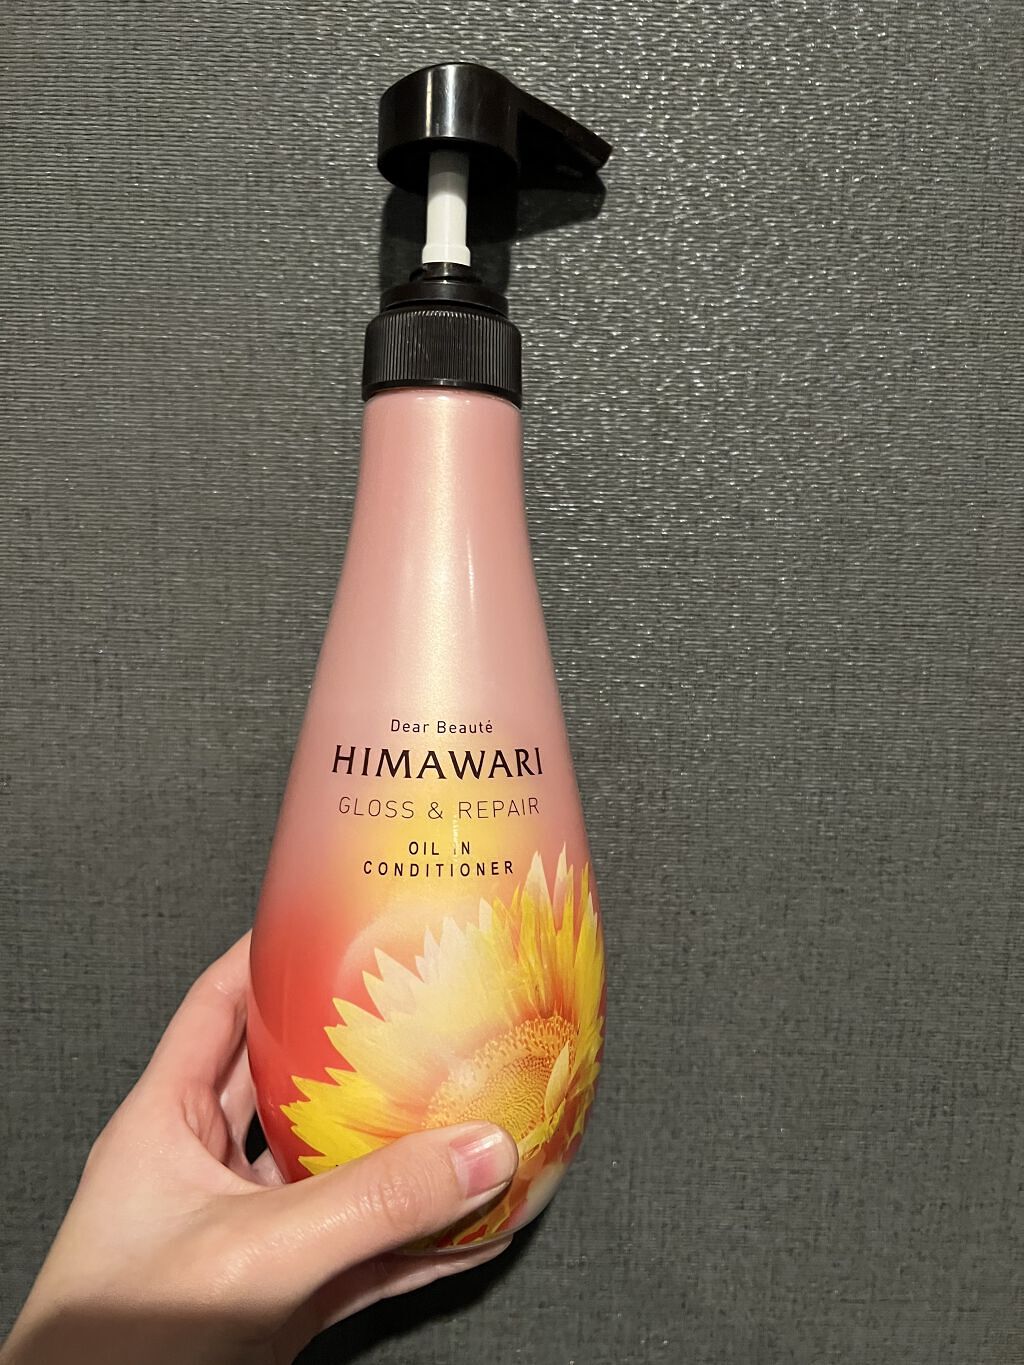 Dear Beauté
HIMAWARI
GLOSS & REPAIR
OIL IN
CONDITIONER